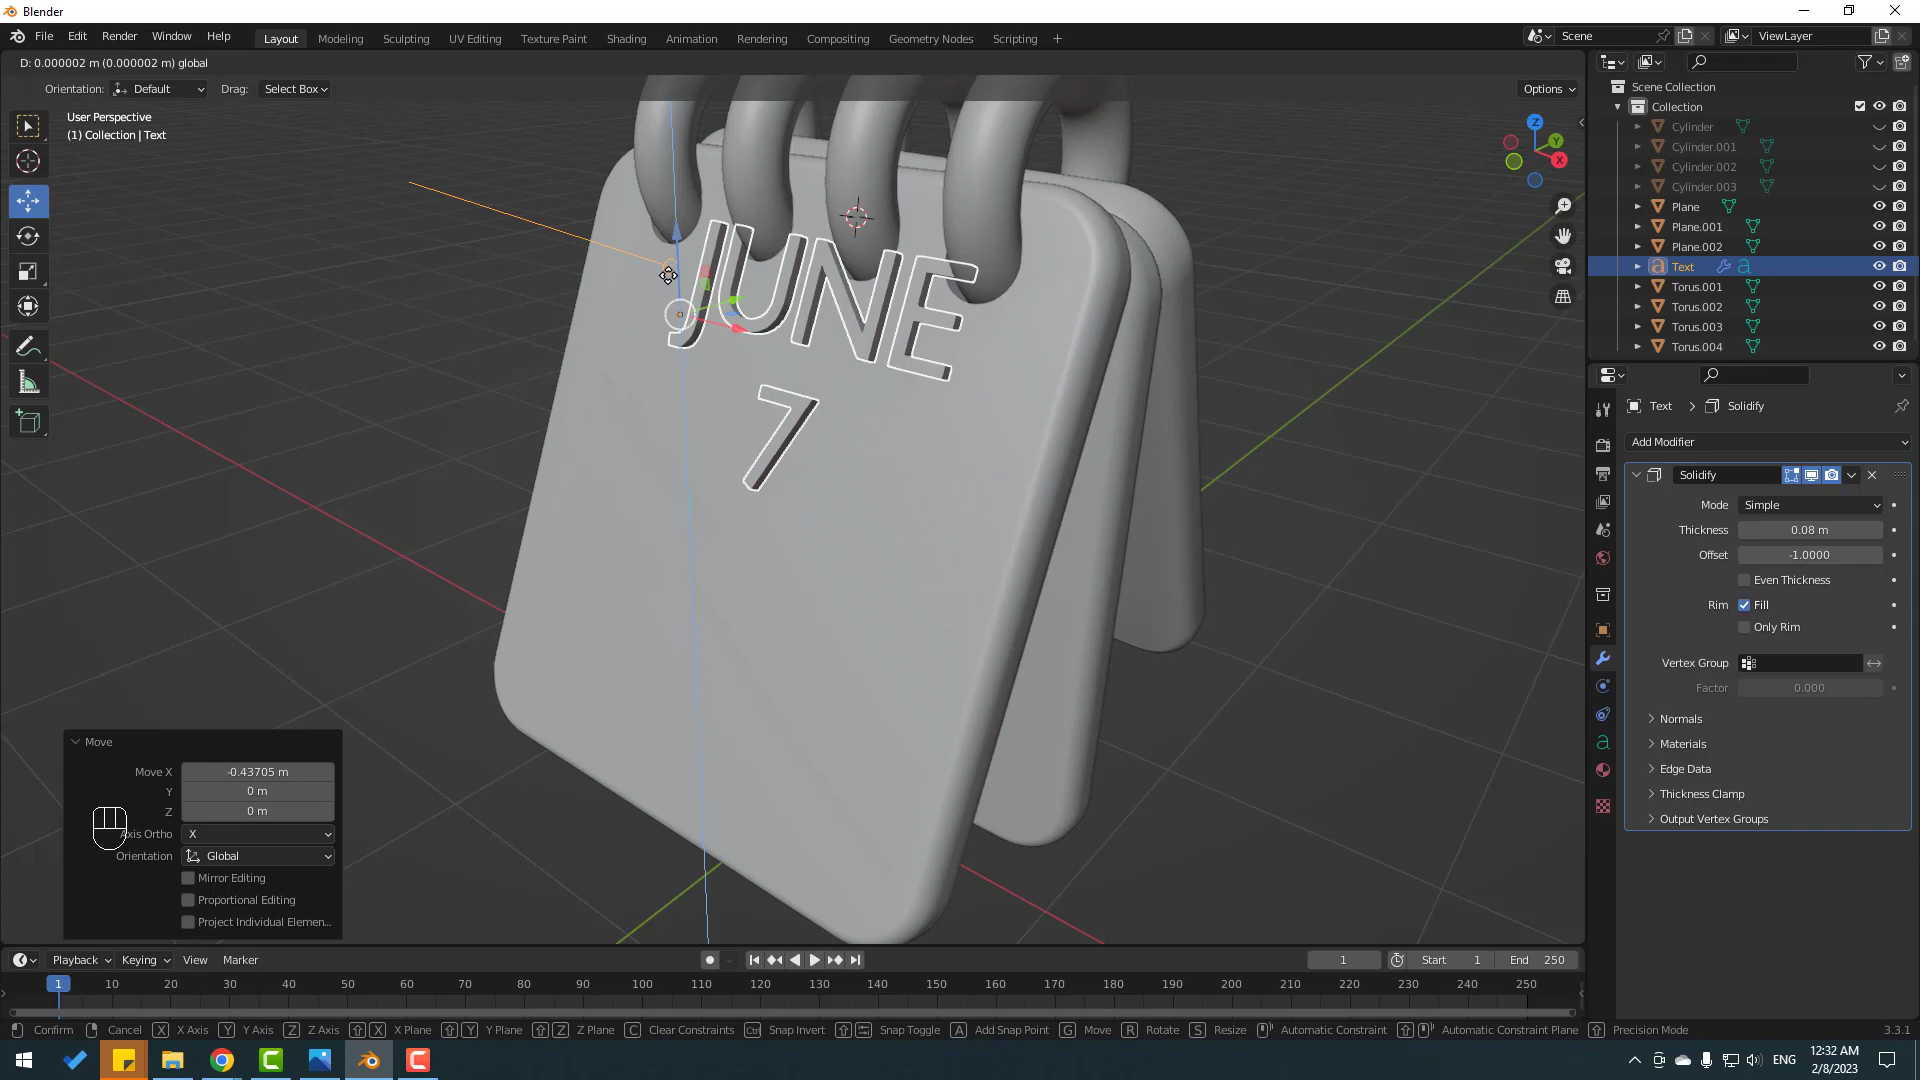 Blender
File Edit Render Window Help
Layout Modeling Sculpting UV Editing Texture Paint Shading Animation Rendering Compositing Geometry Nodes Scripting
Scene ViewLayer
D: 0.000002 m (0.000002 m) global
Orientation: Default Drag: Select Box
Options
User Perspective
(1) Collection | Text
Z
Y
X
JUNE
7
Scene Collection
Collection
Cylinder
Cylinder.001
Cylinder.002
Cylinder.003
Plane
Plane.001
Plane.002
Text
Torus.001
Torus.002
Torus.003
Torus.004
Text Solidify
Add Modifier
Solidify
Mode Simple
Thickness 0.08 m
Offset -1.0000
Even Thickness
Rim Fill
Only Rim
Vertex Group
Factor 0.000
Normals
Materials
Edge Data
Thickness Clamp
Output Vertex Groups
Move
Move X -0.43705 m
Y 0 m
Z 0 m
Axis Ortho X
Orientation Global
Mirror Editing
Proportional Editing
Project Individual Elemen...
Playback Keying View Marker
1 Start 1 End 250
1 10 20 30 40 50 60 70 80 90 100 110 120 130 140 150 160 170 180 190 200 210 220 230 240 250
Confirm Cancel X X Axis Y Y Axis Z Z Axis X X Plane Y Y Plane Z Z Plane C Clear Constraints Ctrl Snap Invert Snap Toggle A Add Snap Point G Move R Rotate S Resize Automatic Constraint Automatic Constraint Plane Precision Mode 3.3.1
ENG
12:32 AM
2/8/2023